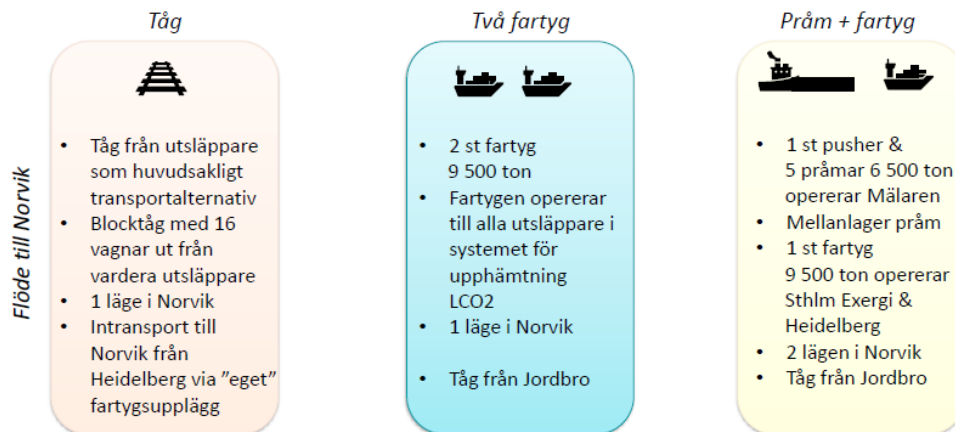 Tåg
Två fartyg
Pråm + fartyg
Flöde till Norvik
• Tåg från utsläppare
som huvudsakligt
transportalternativ
• Blocktåg med 16
vagnar ut från
vardera utsläppare
• 1 läge i Norvik
• Intransport till
Norvik från
Heidelberg via ”eget”
fartygsupplägg
• 2 st fartyg
9 500 ton
• Fartygen opererar
till alla utsläppare i
systemet för
upphämtning
LCO2
• 1 läge i Norvik
• Tåg från Jordbro
• 1 st pusher &
5 pråmar 6 500 ton
opererar Mälaren
• Mellanlager pråm
• 1 st fartyg
9 500 ton opererar
Sthlm Exergi &
Heidelberg
• 2 lägen i Norvik
• Tåg från Jordbro